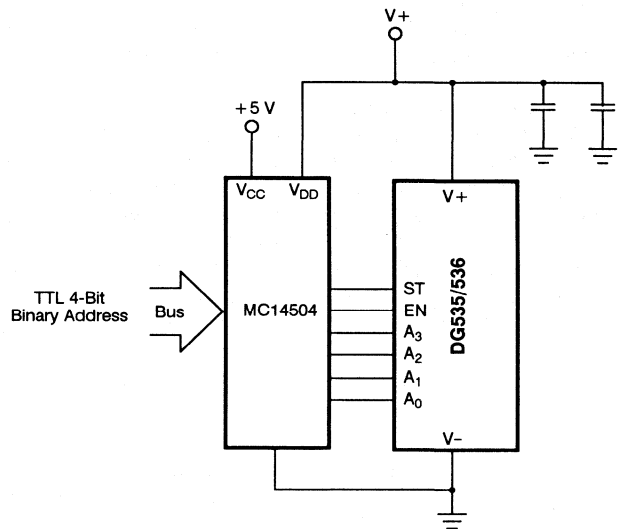 V+
+5 V
VCC
VDD
V+
TTL 4-Bit
Binary Address
Bus
MC14504
ST
EN
A3
A2
A1
A0
DG535/536
V-